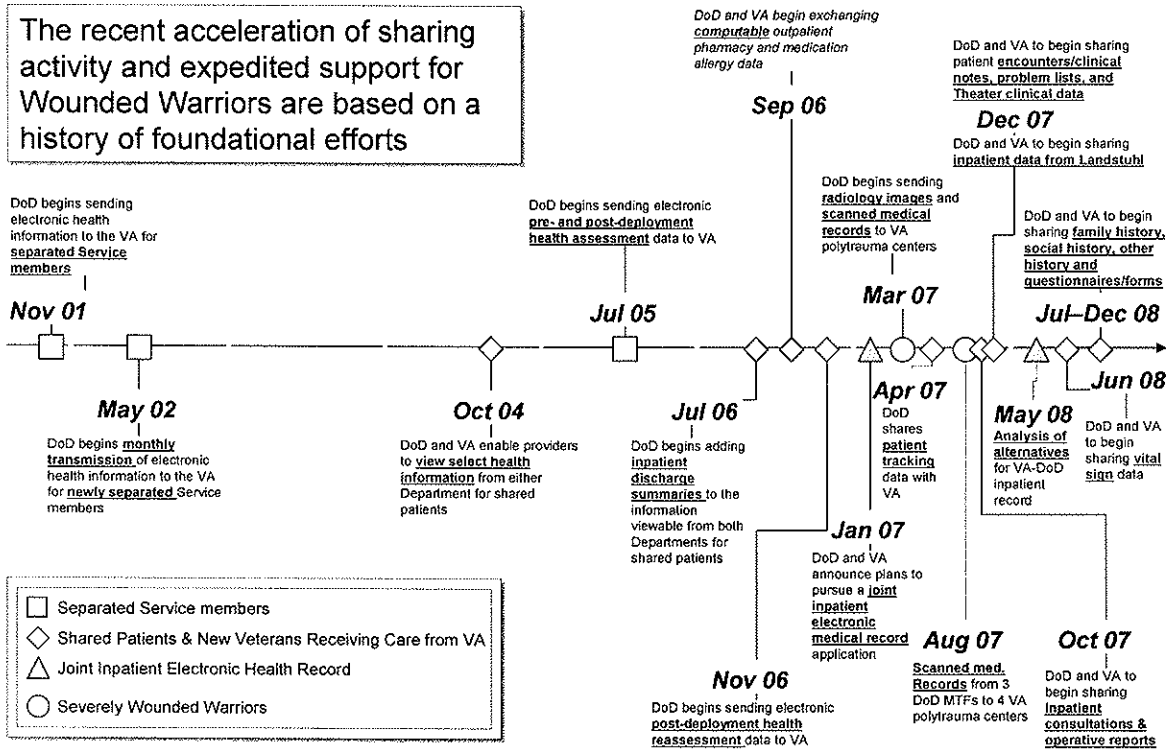 The recent acceleration of sharing
activity and expedited support for
Wounded Warriors are based on a
history of foundational efforts
DoD and VA begin exchanging
computable outpatient
pharmacy and medication
allergy data
Sep 06
DoD and VA to begin sharing
patient encounters/clinical
notes, problem lists, and
Theater clinical data
Dec 07
DoD and VA to begin sharing
inpatient data from Landstuhl
DoD begins sending
electronic health
information to the VA for
separated Service
members
Nov 01
DoD begins sending electronic
pre- and post-deployment
health assessment data to VA
Jul 05
DoD begins sending
radiology images and
scanned medical
records to VA
polytrauma centers
Mar 07
DoD and VA to begin
sharing family history,
social history, other
history and
questionnaires/forms
Jul–Dec 08
May 02
DoD begins monthly
transmission of electronic
health information to the VA
for newly separated Service
members
Oct 04
DoD and VA enable providers
to view select health
information from either
Department for shared
patients
Jul 06
DoD begins adding
inpatient
discharge
summaries to the
information
viewable from both
Departments for
shared patients
Nov 06
DoD begins sending electronic
post-deployment health
reassessment data to VA
Jan 07
DoD and VA
announce plans to
pursue a joint
inpatient
electronic
medical record
application
Apr 07
DoD
shares
patient
tracking
data with
VA
Aug 07
Scanned med.
Records from 3
DoD MTFs to 4 VA
polytrauma centers
Oct 07
DoD and VA to
begin sharing
Inpatient
consultations &
operative reports
May 08
Analysis of
alternatives
for VA-DoD
inpatient
record
Jun 08
DoD and VA
to begin
sharing vital
sign data
Separated Service members
Shared Patients & New Veterans Receiving Care from VA
Joint Inpatient Electronic Health Record
Severely Wounded Warriors